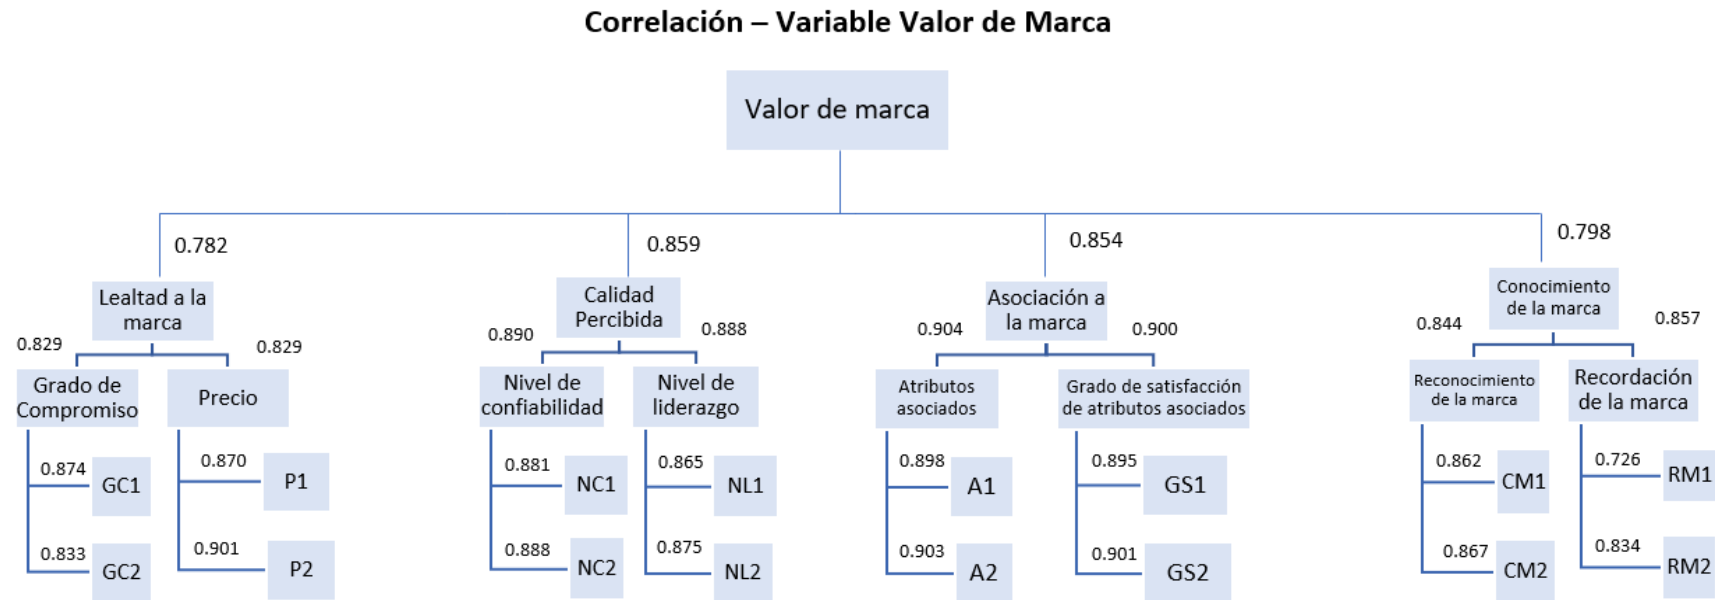 Correlación – Variable Valor de Marca
Valor de marca
0.782
0.859
0.854
0.798
Lealtad a la
marca
Calidad
Percibida
Asociación a
la marca
Conocimiento
de la marca
0.829
0.829
0.890
0.888
0.904
0.900
0.844
0.857
Grado de
Compromiso
Precio
Nivel de
confiabilidad
Nivel de
liderazgo
Atributos
asociados
Grado de satisfacción
de atributos asociados
Reconocimiento
de la marca
Recordación
de la marca
0.874
GC1
0.870
P1
0.881
NC1
0.865
NL1
0.898
A1
0.895
GS1
0.862
CM1
0.726
RM1
0.833
GC2
0.901
P2
0.888
NC2
0.875
NL2
0.903
A2
0.901
GS2
0.867
CM2
0.834
RM2